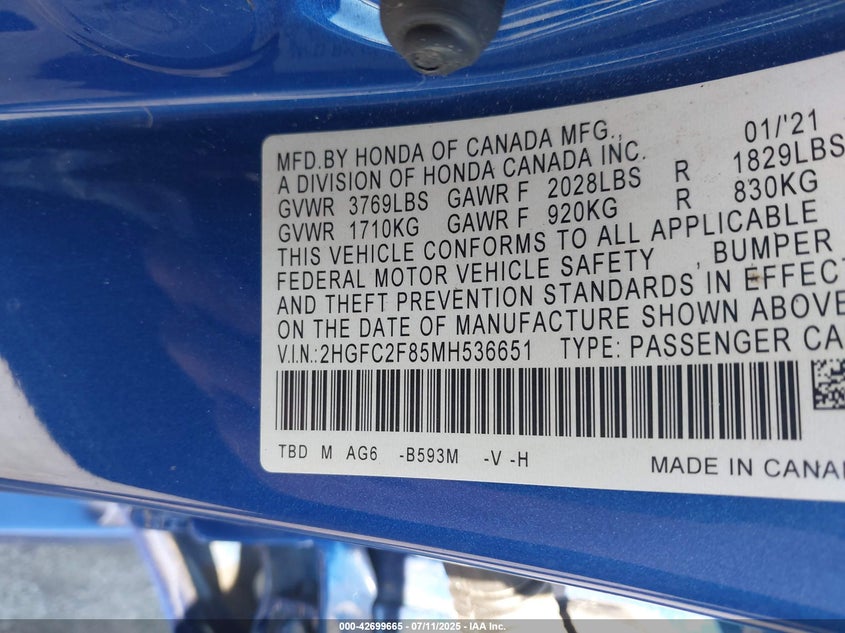 MFD.BY HONDA OF CANADA MFG., 01/'21
A DIVISION OF HONDA CANADA INC.
GVWR 3769LBS GAWR F 2028LBS R 1829LBS
GVWR 1710KG GAWR F 920KG R 830KG
THIS VEHICLE CONFORMS TO ALL APPLICABLE
FEDERAL MOTOR VEHICLE SAFETY , BUMPER
AND THEFT PREVENTION STANDARDS IN EFFECT
ON THE DATE OF MANUFACTURE SHOWN ABOVE
V.I.N.:2HGFC2F85MH536651 TYPE: PASSENGER CA
TBD M AG6 -B593M -V -H
MADE IN CANA
000-42699665 - 07/11/2025 - IAA Inc.